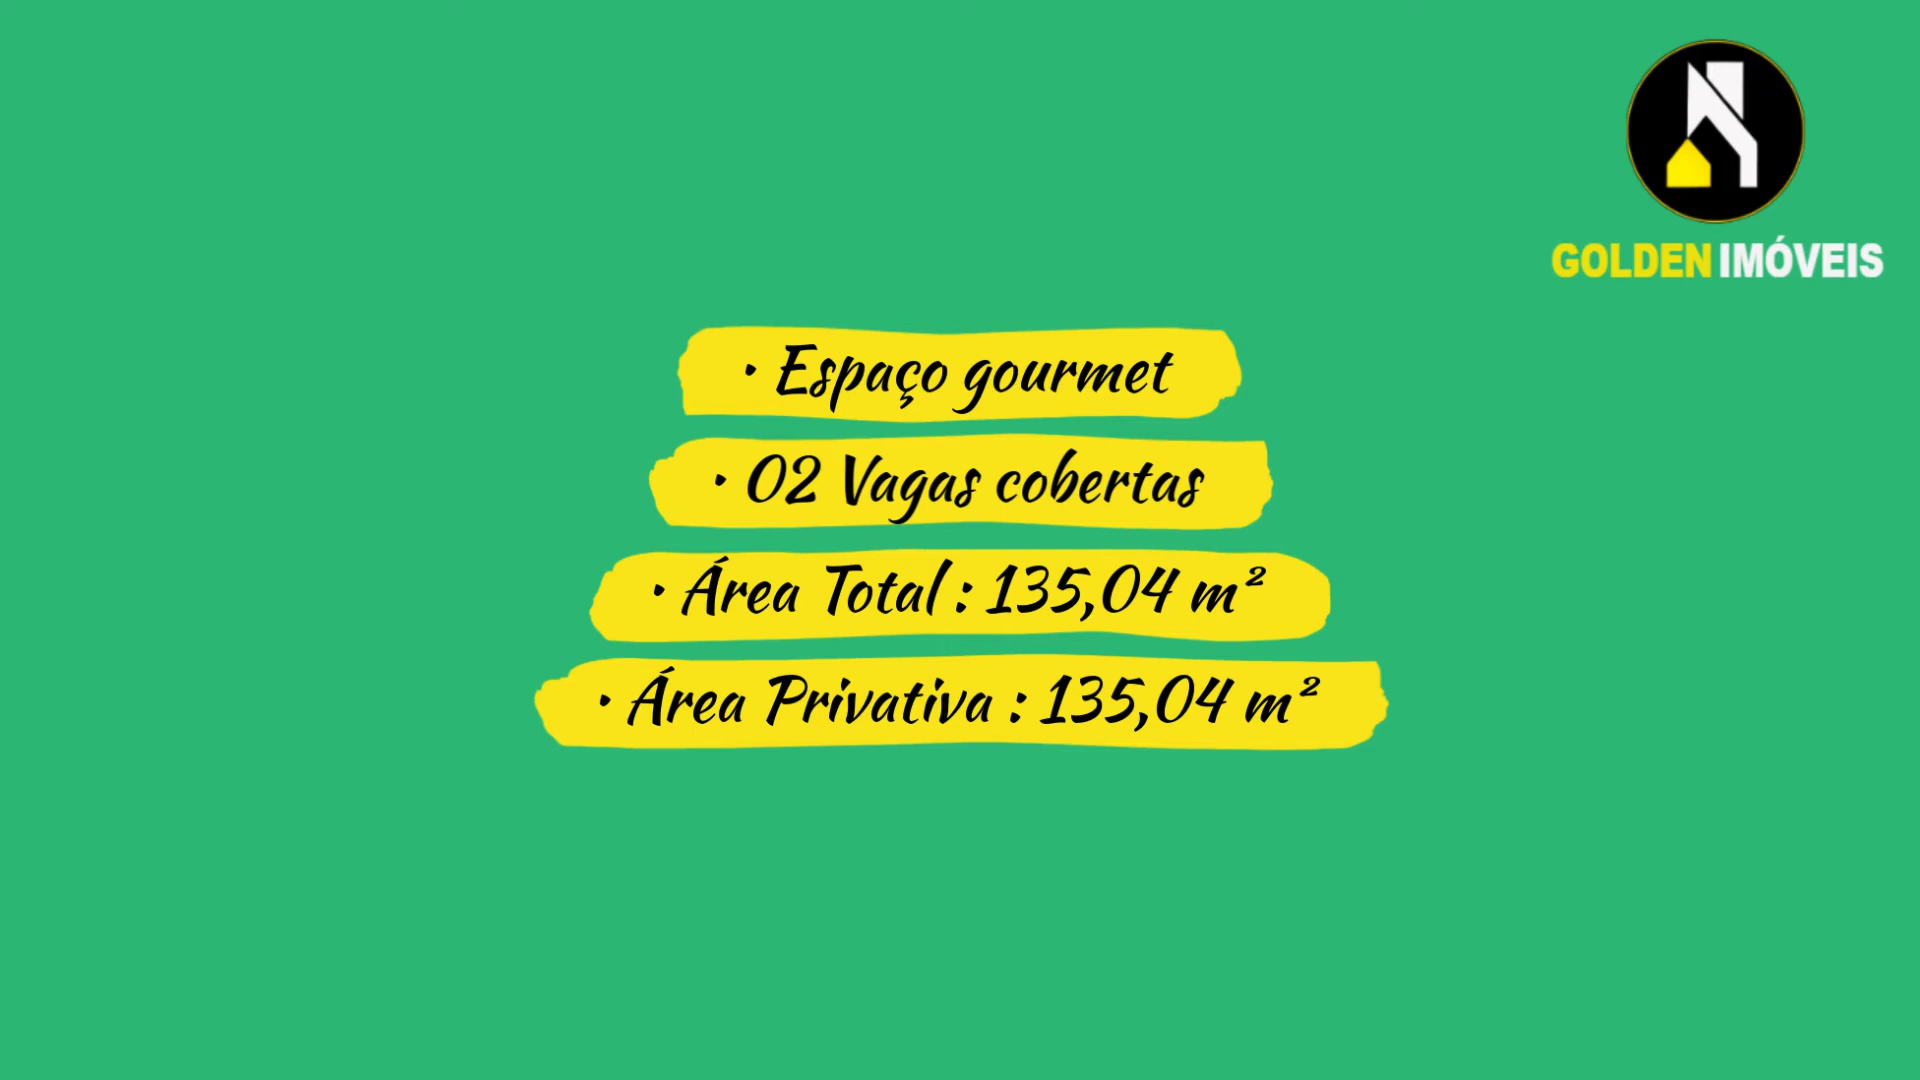 GOLDEN IMÓVEIS
• Espaço gourmet
• 02 Vagas cobertas
• Área Total : 135,04 m²
• Área Privativa : 135,04 m²